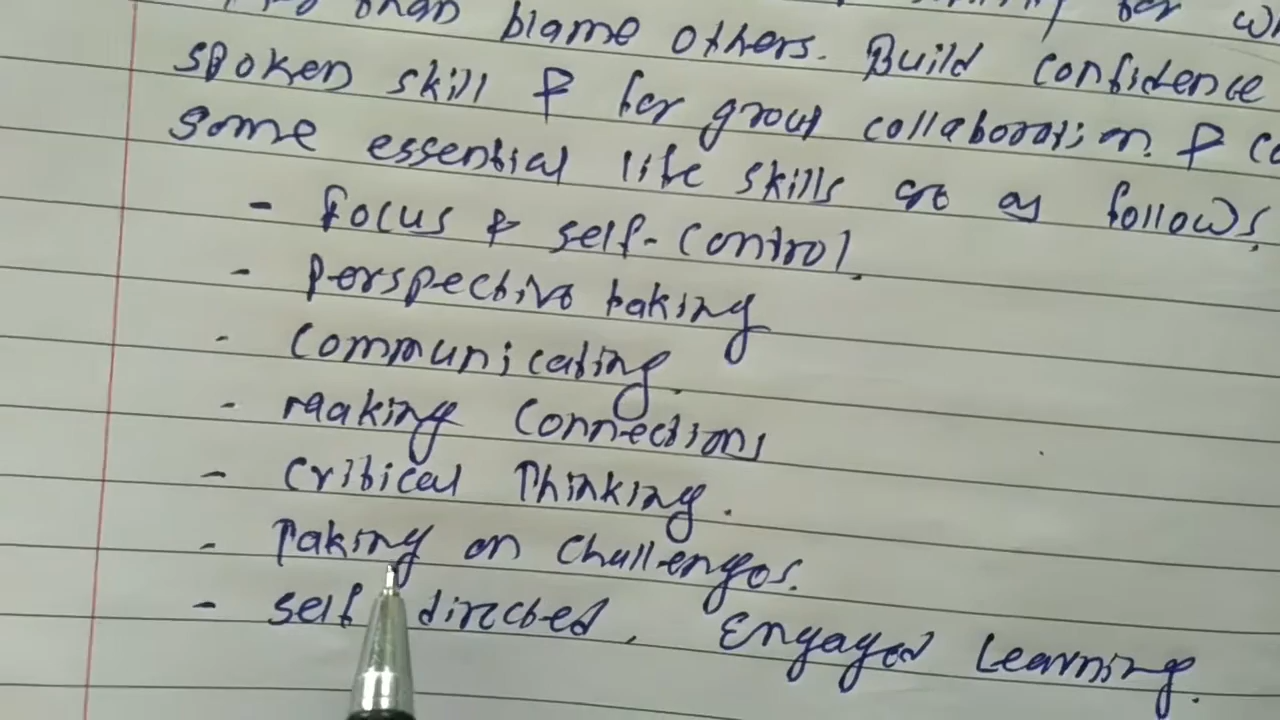 than blame others. Build confidence
spoken skill & for group collaboration & co
some essential life skills are as follows.
- Focus & self-control.
- Perspective taking
- Communicating.
- Making Connections
- Critical Thinking.
- Taking on Challenges.
- Self directed, Engaged Learning.